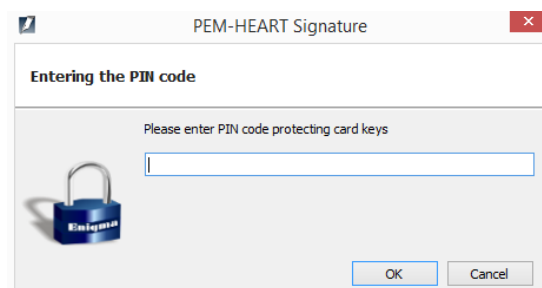 PEM-HEART Signature
Entering the PIN code
Please enter PIN code protecting card keys
Enigma
OK
Cancel